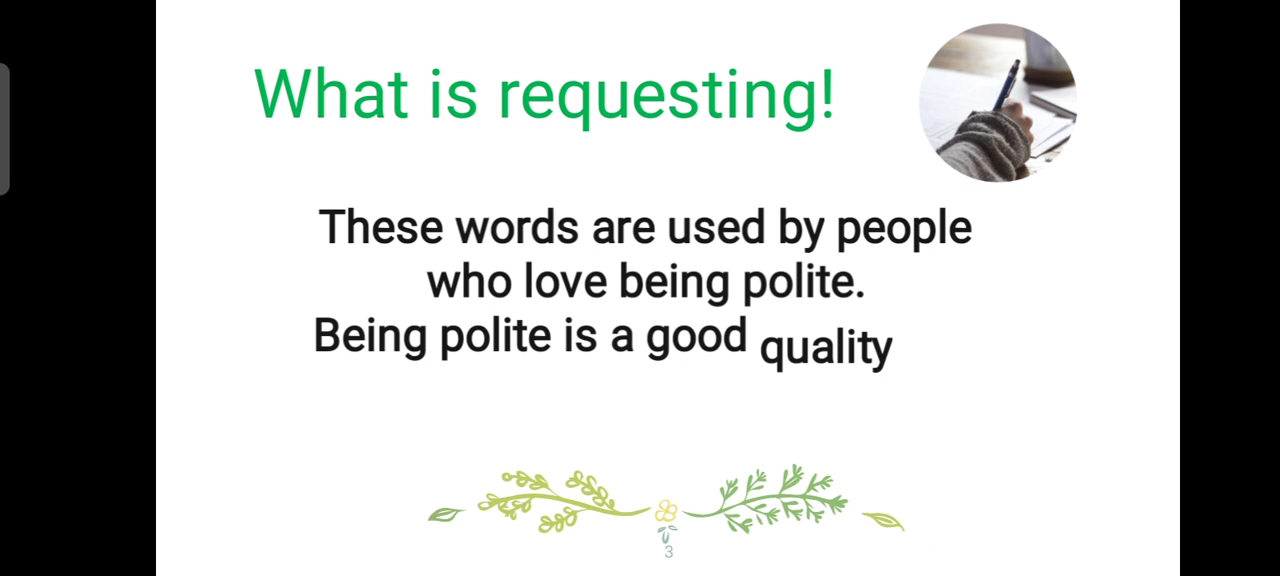 What is requesting!
These words are used by people
who love being polite.
Being polite is a good quality
3